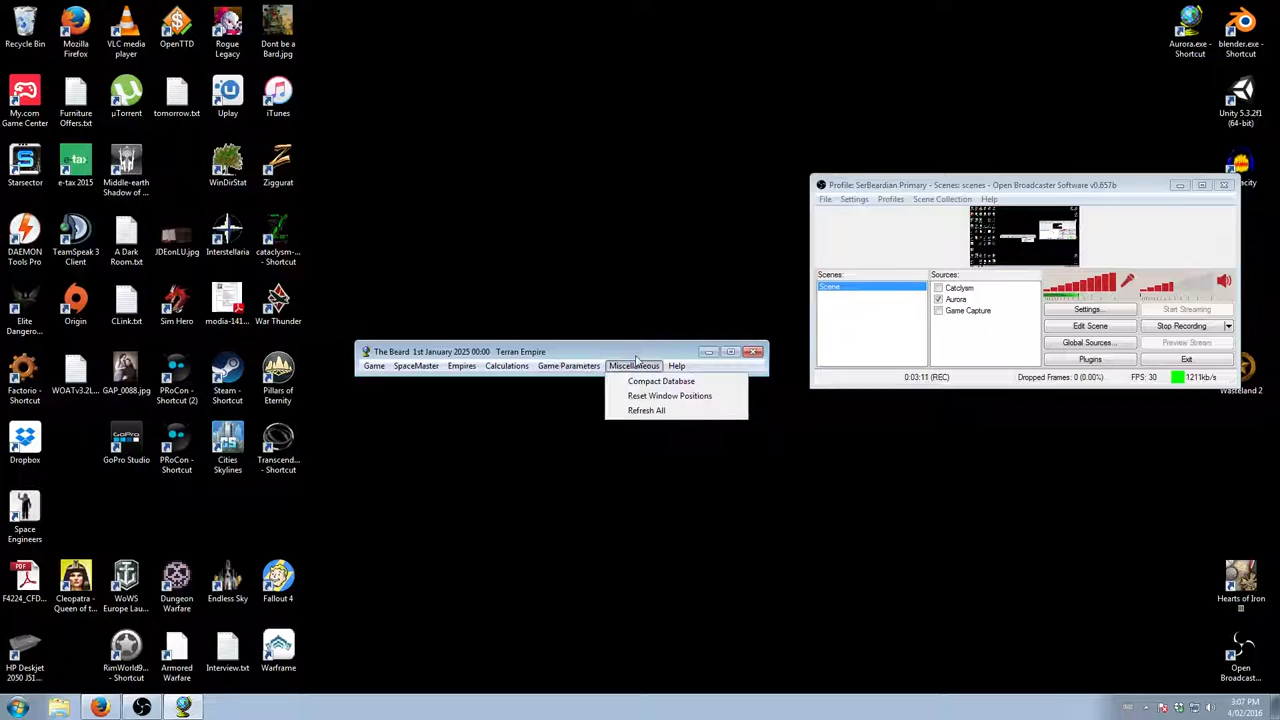 Recycle Bin
Mozilla
Firefox
VLC media
player
OpenTTD
Rogue
Legacy
Dont be a
Bard.jpg
Aurora.exe -
Shortcut
blender.exe -
Shortcut
My.com
Game Center
Furniture
Offers.txt
µTorrent
tomorrow.txt
Uplay
iTunes
Unity 5.3.2f1
(64-bit)
Starsector
e-tax 2015
Middle-earth
Shadow of ...
WinDirStat
Ziggurat
DAEMON
Tools Pro
TeamSpeak 3
Client
A Dark
Room.txt
JDEonLU.jpg
Interstellaria
cataclysm-...
- Shortcut
Elite
Dangero...
Origin
CLink.txt
Sim Hero
modia-141...
War Thunder
Factorio -
Shortcut
WOATv3.2l...
GAP_0088.jpg
PRoCon -
Shortcut (2)
Steam -
Shortcut
Pillars of
Eternity
Dropbox
GoPro Studio
PRoCon -
Shortcut
Cities
Skylines
Transcend...
- Shortcut
Space
Engineers
F4224_CFD...
Cleopatra -
Queen of t...
WoWS
Europe Lau...
Dungeon
Warfare
Endless Sky
Fallout 4
HP Deskjet
2050 J51...
RimWorld9...
- Shortcut
Armored
Warfare
Interview.txt
Warframe
The Beard 1st January 2025 00:00 Terran Empire
Game SpaceMaster Empires Calculations Game Parameters Miscellaneous Help
Compact Database
Reset Window Positions
Refresh All
Profile: SerBeardian Primary - Scenes: scenes - Open Broadcaster Software v0.657b
File Settings Profiles Scene Collection Help
Scenes:
Scene
Sources:
Catclysm
Aurora
Game Capture
Settings...
Start Streaming
Edit Scene
Stop Recording
Global Sources...
Preview Stream
Plugins
Exit
0:03:11 (REC)
Dropped Frames: 0 (0.00%)
FPS: 30
1211kb/s
Wasteland 2
Hearts of Iron
III
Open
Broadcast...
3:07 PM
4/02/2016